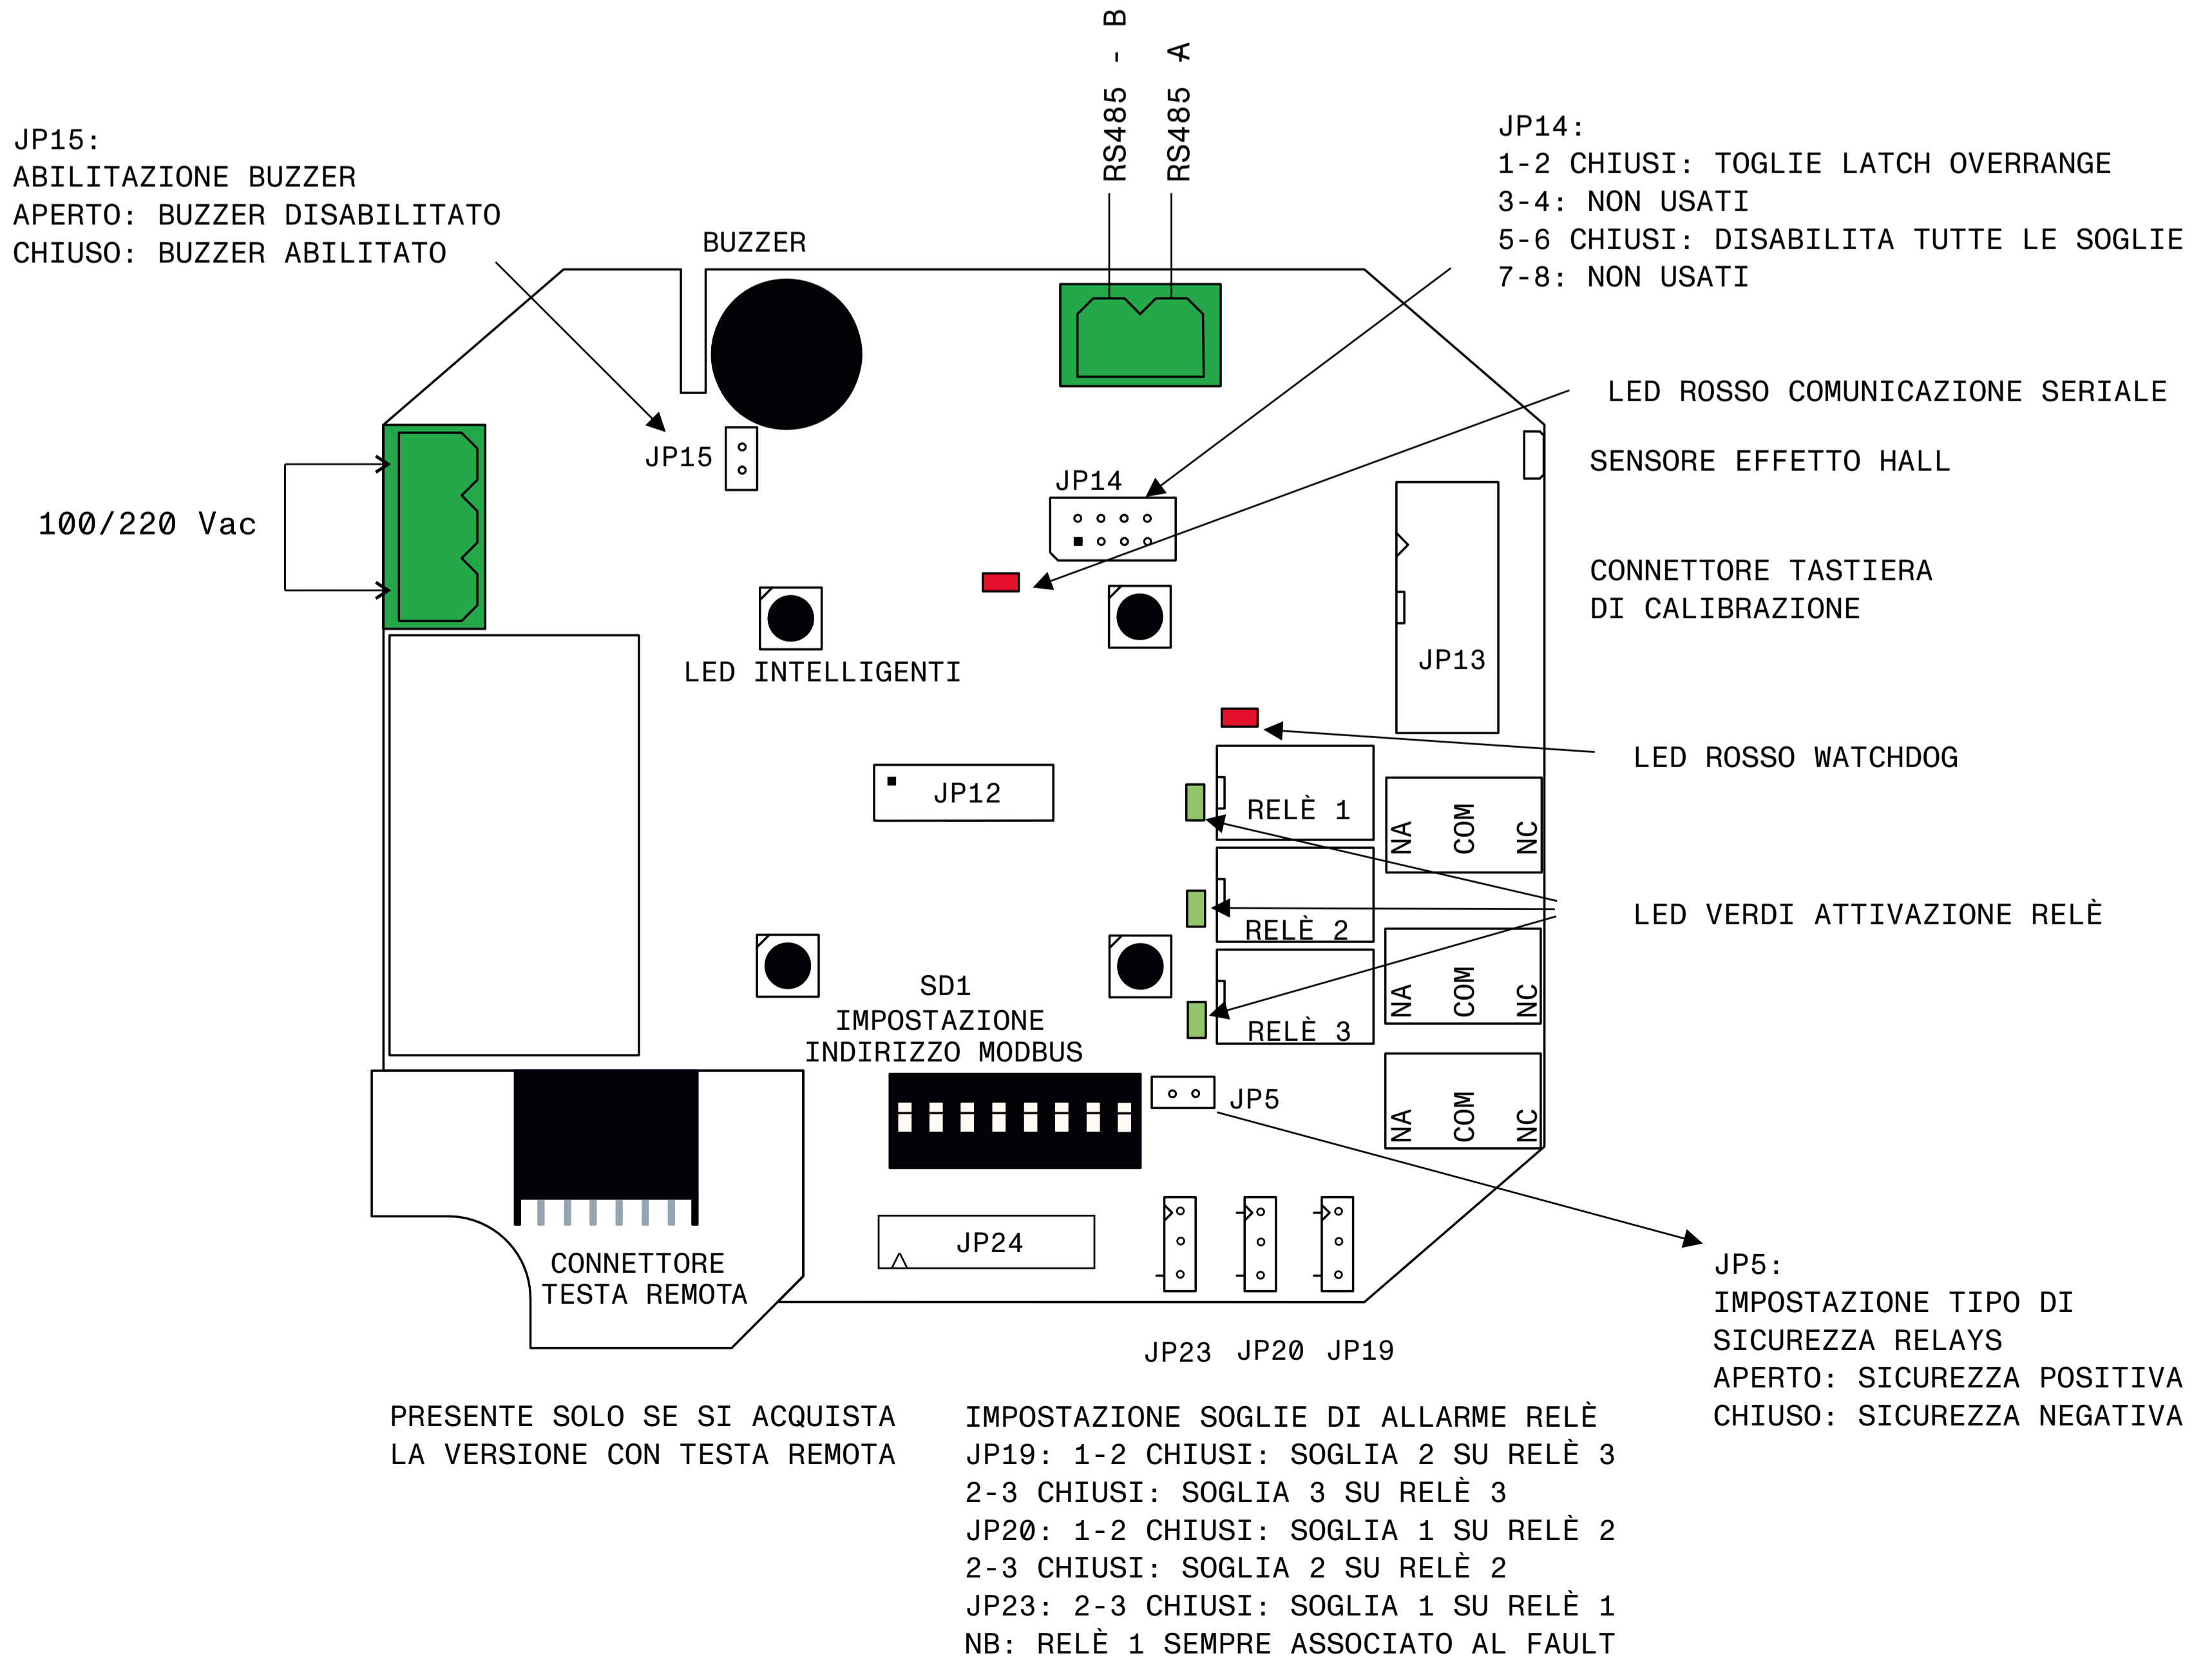 RS485 - B
RS485 A
JP15:
ABILITAZIONE BUZZER
APERTO: BUZZER DISABILITATO
CHIUSO: BUZZER ABILITATO
BUZZER
JP14:
1-2 CHIUSI: TOGLIE LATCH OVERRANGE
3-4: NON USATI
5-6 CHIUSI: DISABILITA TUTTE LE SOGLIE
7-8: NON USATI
LED ROSSO COMUNICAZIONE SERIALE
JP15
JP14
SENSORE EFFETTO HALL
100/220 Vac
CONNETTORE TASTIERA
DI CALIBRAZIONE
JP13
LED INTELLIGENTI
LED ROSSO WATCHDOG
JP12
RELÈ 1
NA COM NC
RELÈ 2
LED VERDI ATTIVAZIONE RELÈ
NA COM NC
RELÈ 3
SD1
IMPOSTAZIONE
INDIRIZZO MODBUS
JP5
NA COM NC
JP24
CONNETTORE
TESTA REMOTA
JP23 JP20 JP19
JP5:
IMPOSTAZIONE TIPO DI
SICUREZZA RELAYS
APERTO: SICUREZZA POSITIVA
CHIUSO: SICUREZZA NEGATIVA
PRESENTE SOLO SE SI ACQUISTA
LA VERSIONE CON TESTA REMOTA
IMPOSTAZIONE SOGLIE DI ALLARME RELÈ
JP19: 1-2 CHIUSI: SOGLIA 2 SU RELÈ 3
2-3 CHIUSI: SOGLIA 3 SU RELÈ 3
JP20: 1-2 CHIUSI: SOGLIA 1 SU RELÈ 2
2-3 CHIUSI: SOGLIA 2 SU RELÈ 2
JP23: 2-3 CHIUSI: SOGLIA 1 SU RELÈ 1
NB: RELÈ 1 SEMPRE ASSOCIATO AL FAULT